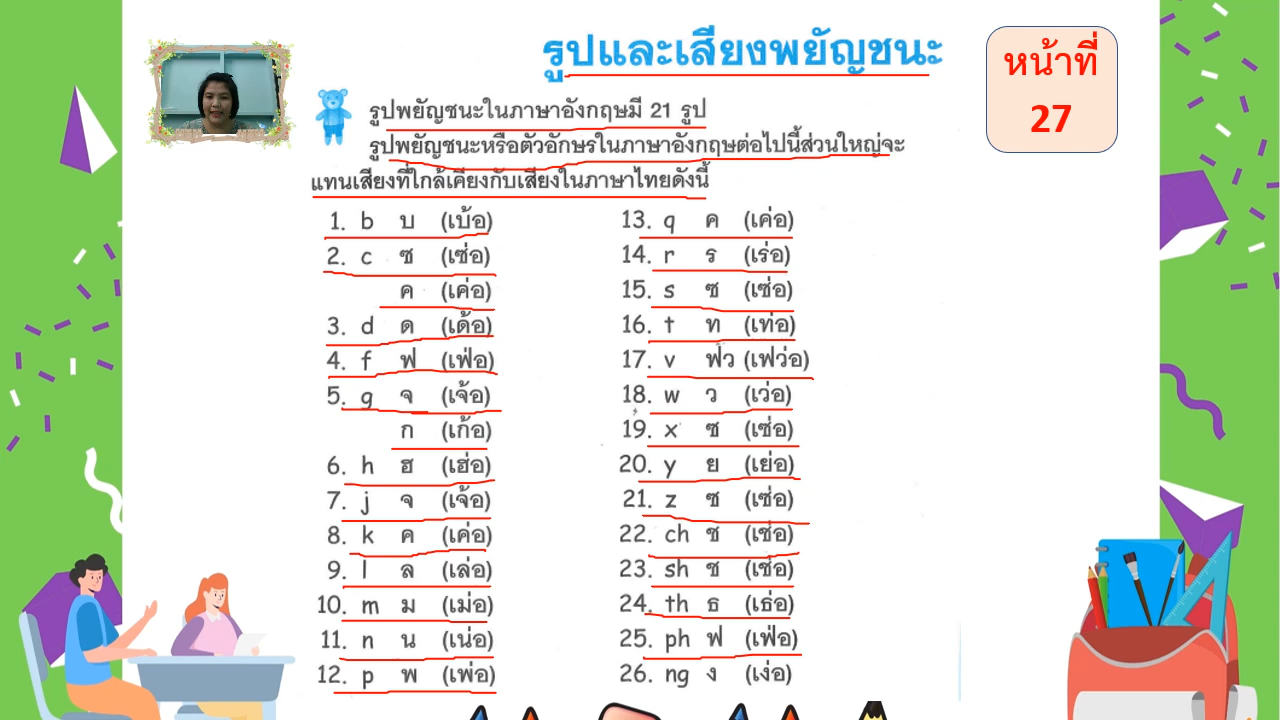 รูปและเสียงพยัญชนะ
หน้าที่
27
รูปพยัญชนะในภาษาอังกฤษมี 21 รูป
รูปพยัญชนะหรือตัวอักษรในภาษาอังกฤษต่อไปนี้ส่วนใหญ่จะ
แทนเสียงที่ใกล้เคียงกับเสียงในภาษาไทยดังนี้
1. b บ (เบ้อ)
2. c ซ (เซ่อ)
ค (เค่อ)
3. d ด (เด้อ)
4. f ฟ (เฟ่อ)
5. g จ (เจ้อ)
ก (เก้อ)
6. h ฮ (เฮ่อ)
7. j จ (เจ้อ)
8. k ค (เค่อ)
9. l ล (เล่อ)
10. m ม (เม่อ)
11. n น (เน่อ)
12. p พ (เพ่อ)
13. q ค (เค่อ)
14. r ร (เร่อ)
15. s ซ (เซ่อ)
16. t ท (เท่อ)
17. v ฟว (เฟว่อ)
18. w ว (เว่อ)
19. x ซ (เซ่อ)
20. y ย (เย่อ)
21. z ซ (เซ่อ)
22. ch ช (เช่อ)
23. sh ช (เช่อ)
24. th ธ (เธ่อ)
25. ph ฟ (เฟ่อ)
26. ng ง (เง่อ)